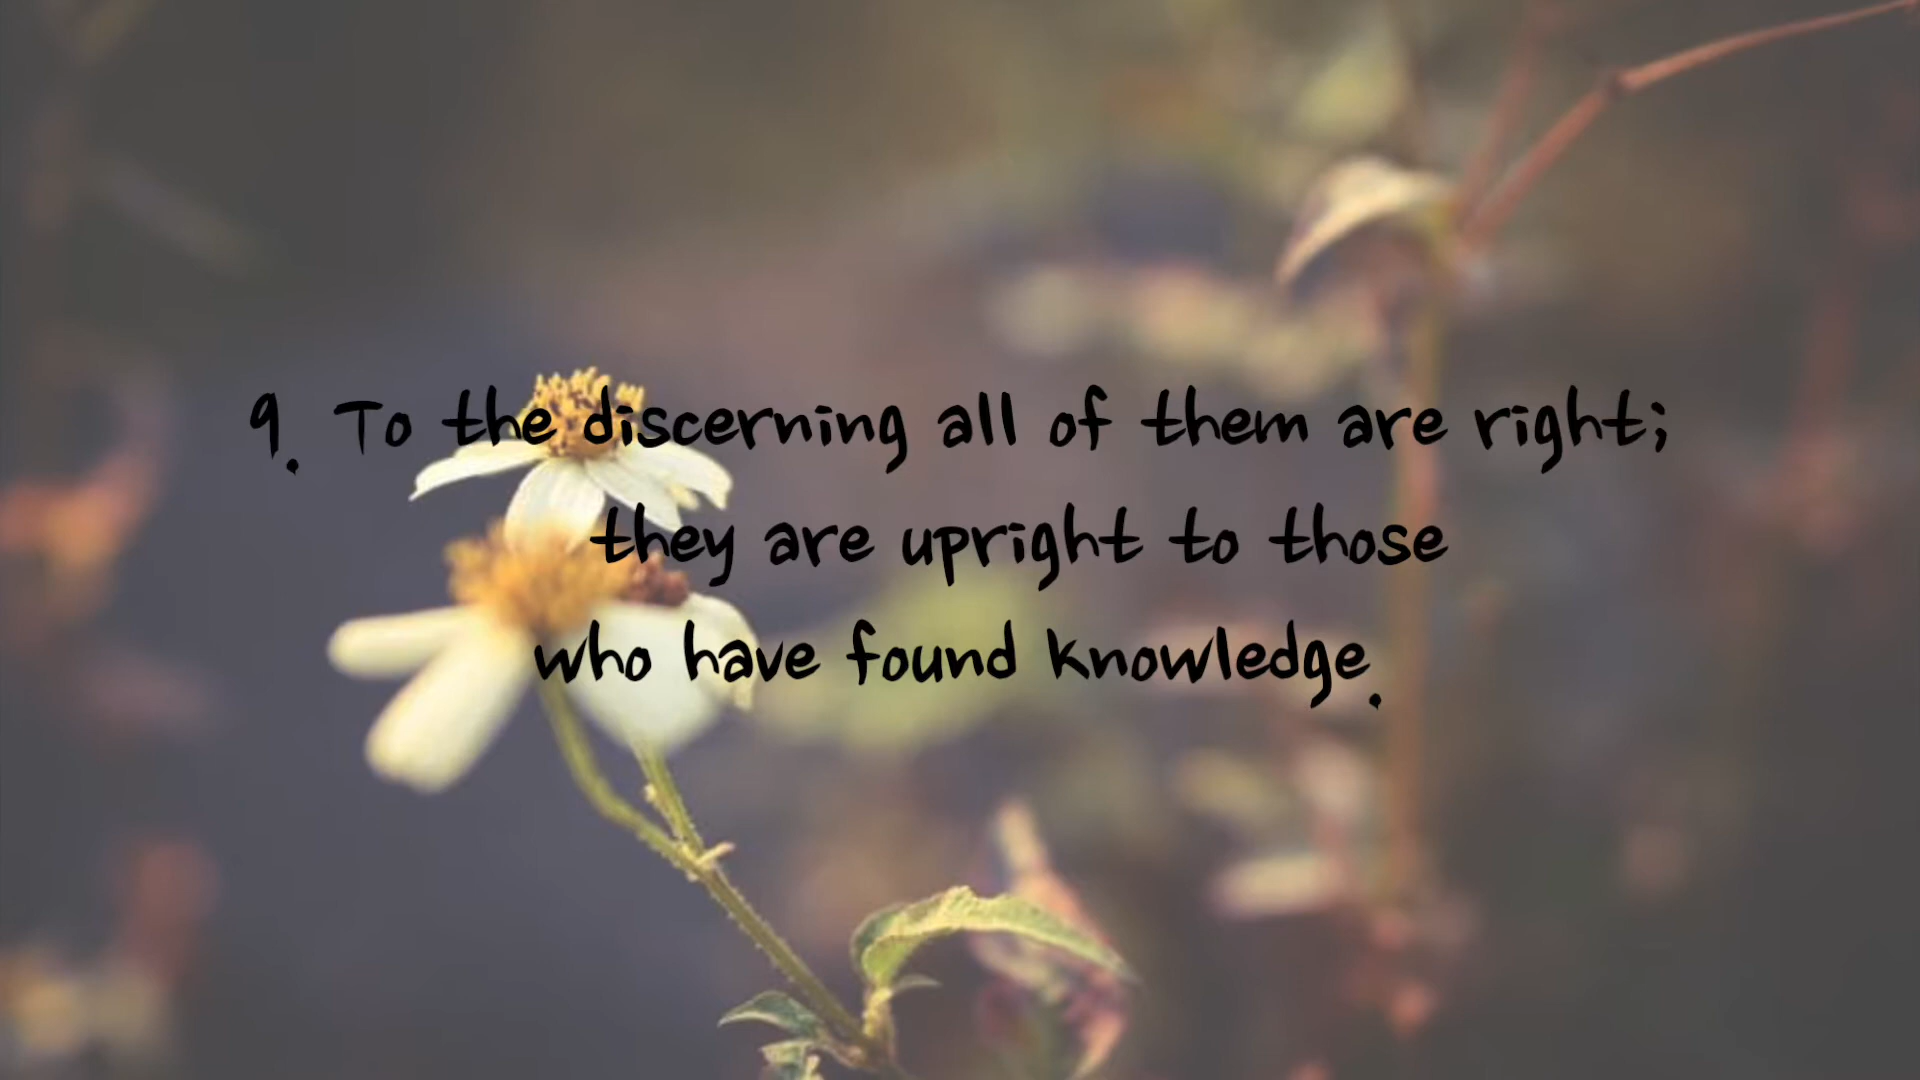 9. To the discerning all of them are right;
they are upright to those
who have found knowledge.